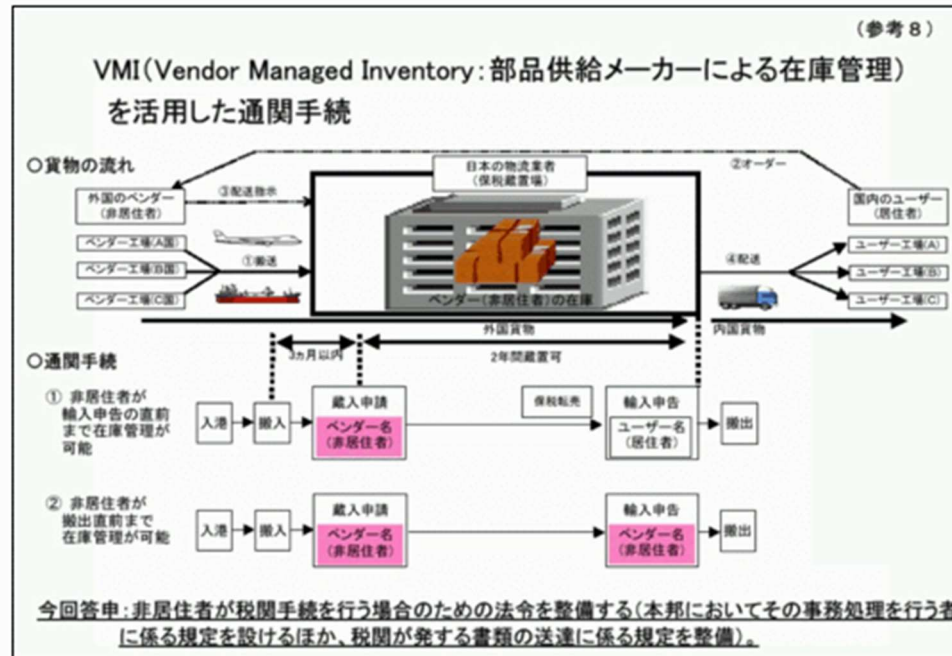 (参考8)
VMI(Vendor Managed Inventory:部品供給メーカーによる在庫管理)
を活用した通関手続
○貨物の流れ
日本の物流業者
(保税蔵置場)
②オーダー
外国のベンダー
(非居住者)
③配送指示
国内のユーザー
(居住者)
ベンダー工場(A国)
ベンダー工場(B国)
ベンダー工場(C国)
①搬送
ベンダー(非居住者)の在庫
④配送
ユーザー工場(A)
ユーザー工場(B)
ユーザー工場(C)
外国貨物
内国貨物
3ヵ月以内
2年間蔵置可
○通関手続
① 非居住者が
輸入申告の直前
まで在庫管理が
可能
入港
搬入
蔵入申請
ベンダー名
(非居住者)
保税転売
輸入申告
ユーザー名
(居住者)
搬出
② 非居住者が
搬出直前まで
在庫管理が可能
入港
搬入
蔵入申請
ベンダー名
(非居住者)
輸入申告
ベンダー名
(非居住者)
搬出
今回答申:非居住者が税関手続を行う場合のための法令を整備する(本邦においてその事務処理を行う者
に係る規定を設けるほか、税関が発する書類の送達に係る規定を整備)。